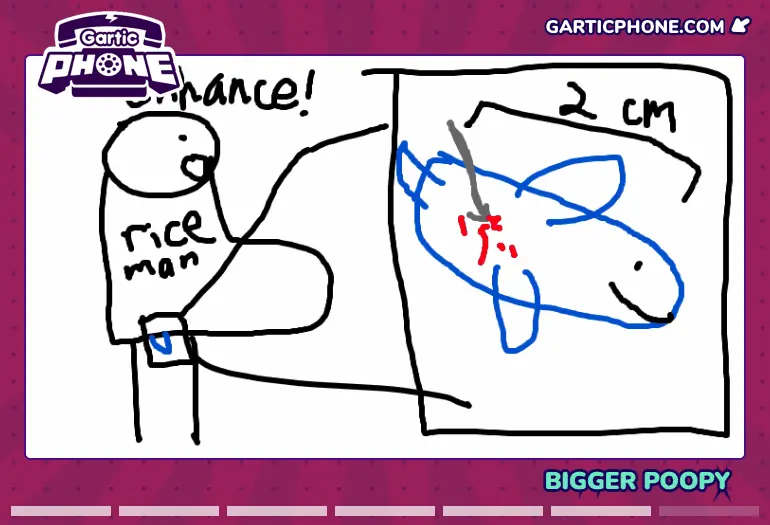 Gartic
PHONE
GARTICPHONE.COM
enhance!
2 cm
rice
man
BIGGER POOPY